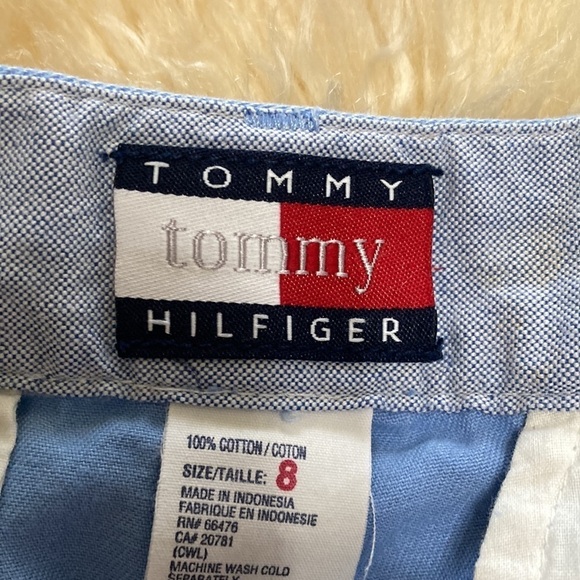 TOMMY
tommy
HILFIGER
100% COTTON / COTON
SIZE/TAILLE: 8
MADE IN INDONESIA
FABRIQUE EN INDONESIE
RN# 66476
CA# 20781
(CWL)
MACHINE WASH COLD
SEPARATELY